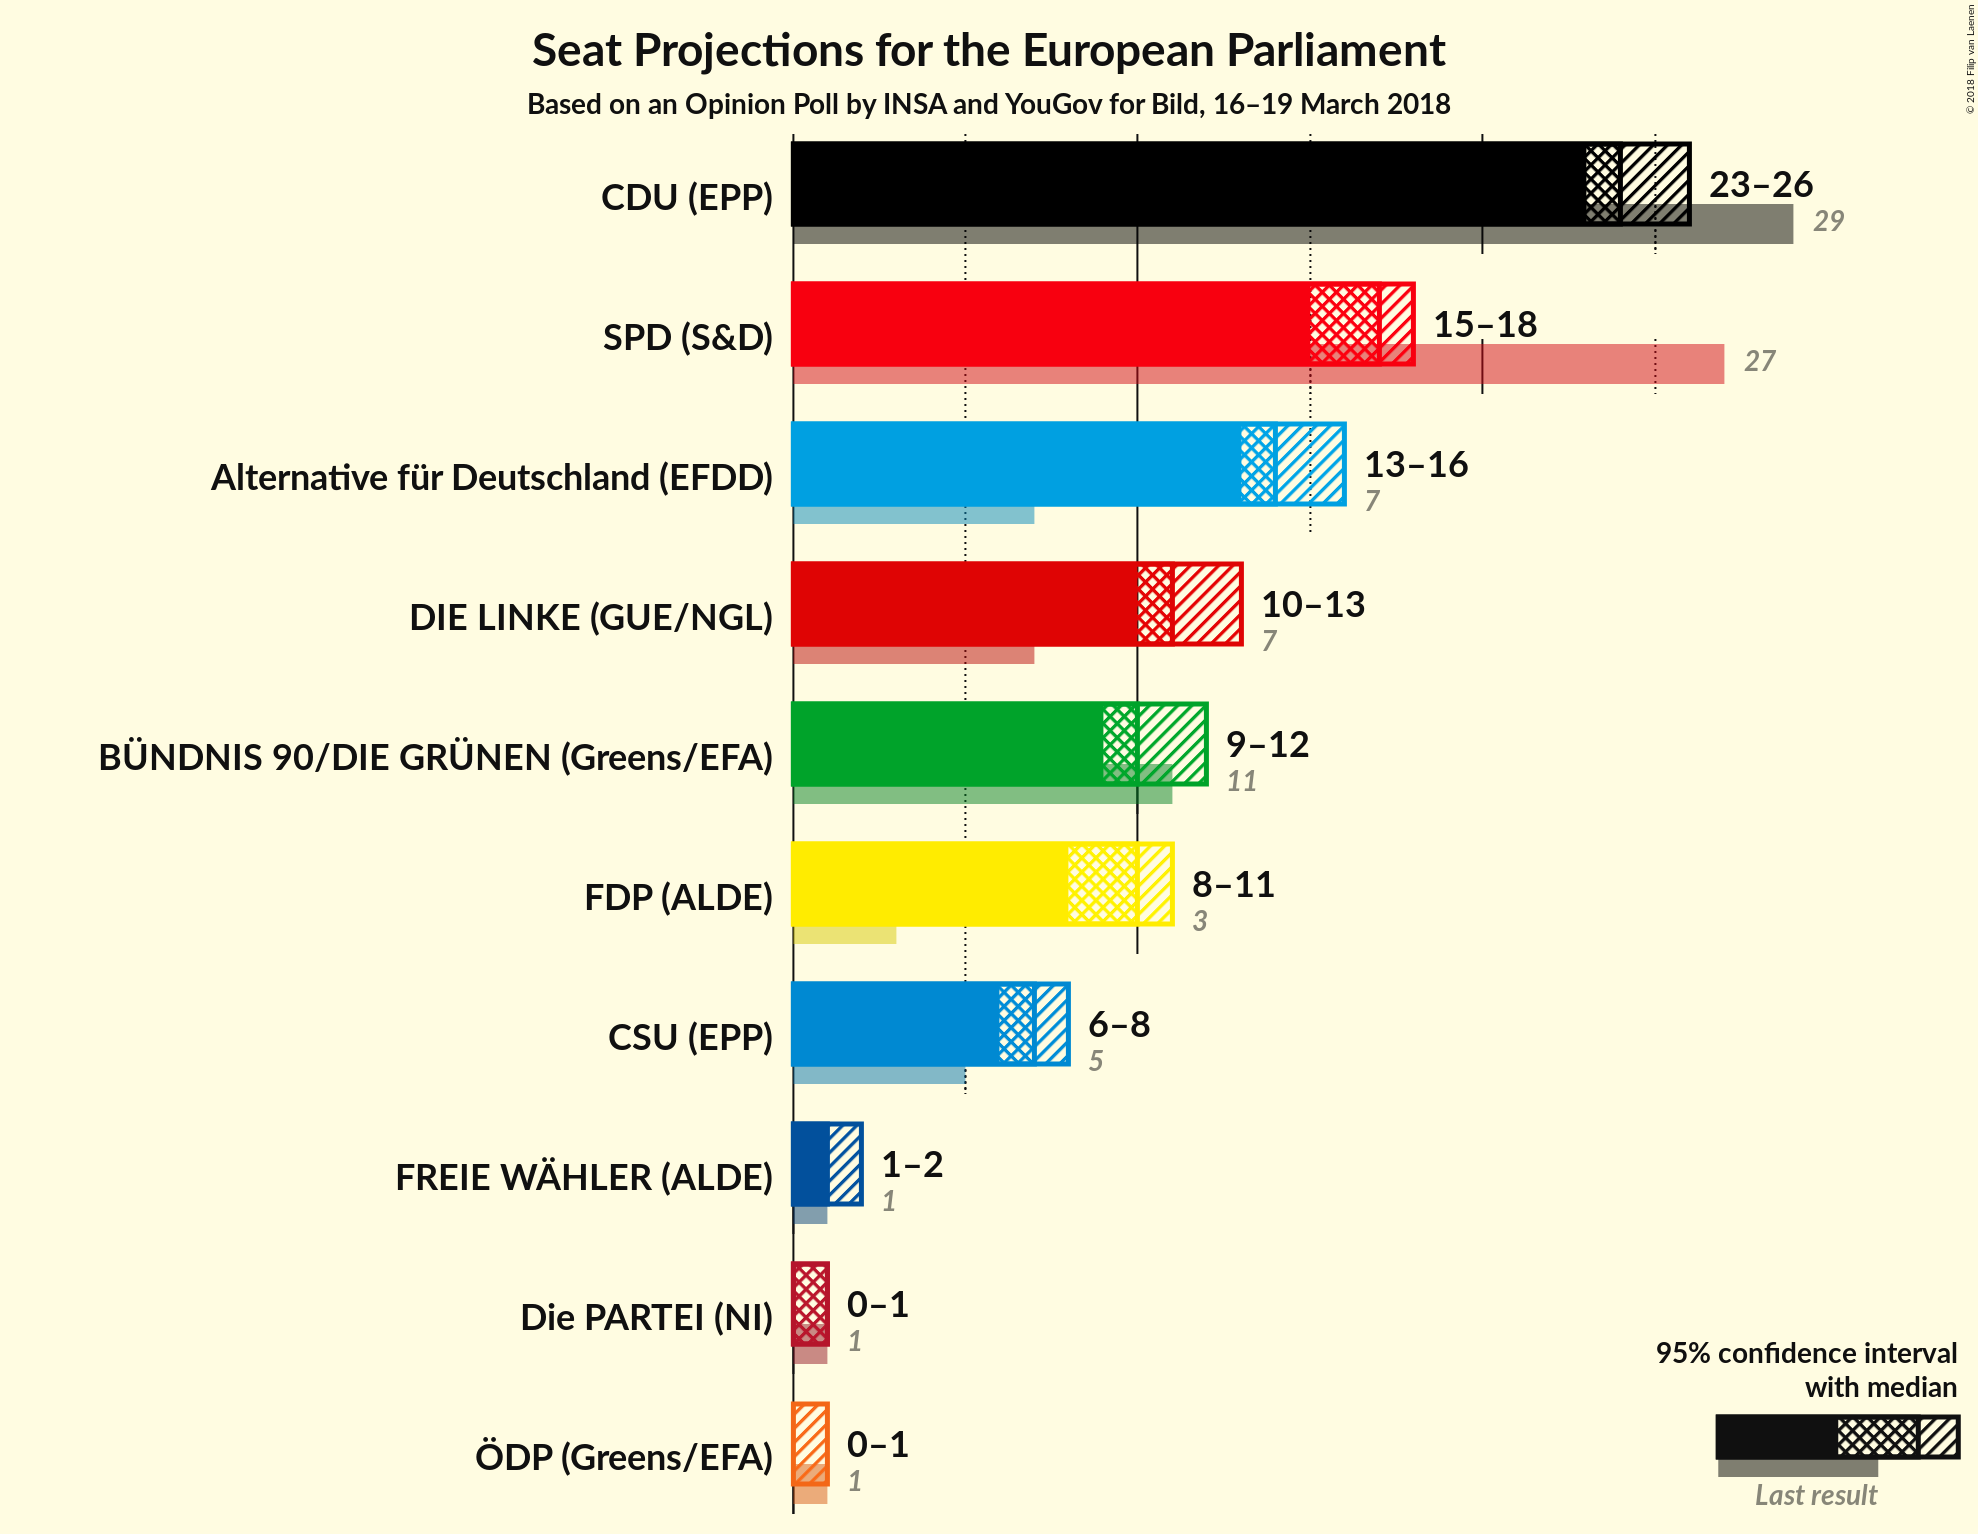 Seat Projections for the European Parliament
Based on an Opinion Poll by INSA and YouGov for Bild, 16–19 March 2018
© 2018 Filip van Laenen
CDU (EPP)
23–26
29
SPD (S&D)
15–18
27
Alternative für Deutschland (EFDD)
13–16
7
DIE LINKE (GUE/NGL)
10–13
7
BÜNDNIS 90/DIE GRÜNEN (Greens/EFA)
9–12
11
FDP (ALDE)
8–11
3
CSU (EPP)
6–8
5
FREIE WÄHLER (ALDE)
1–2
1
Die PARTEI (NI)
0–1
1
ÖDP (Greens/EFA)
0–1
1
95% confidence interval
with median
Last result